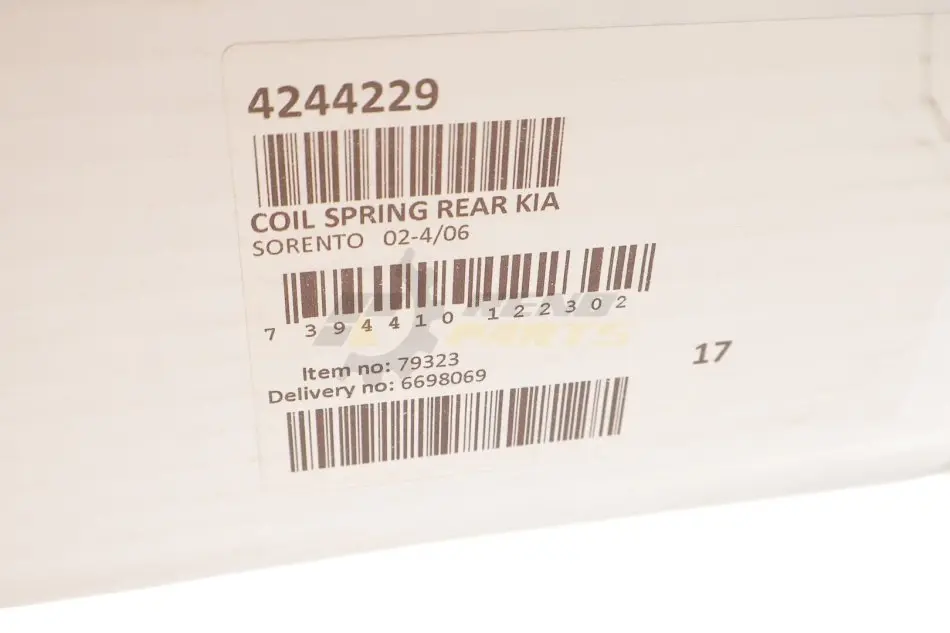 4244229
COIL SPRING REAR KIA
SORENTO 02-4/06
7 394410 122302
Item no: 79323
Delivery no: 6698069
17
PARTS